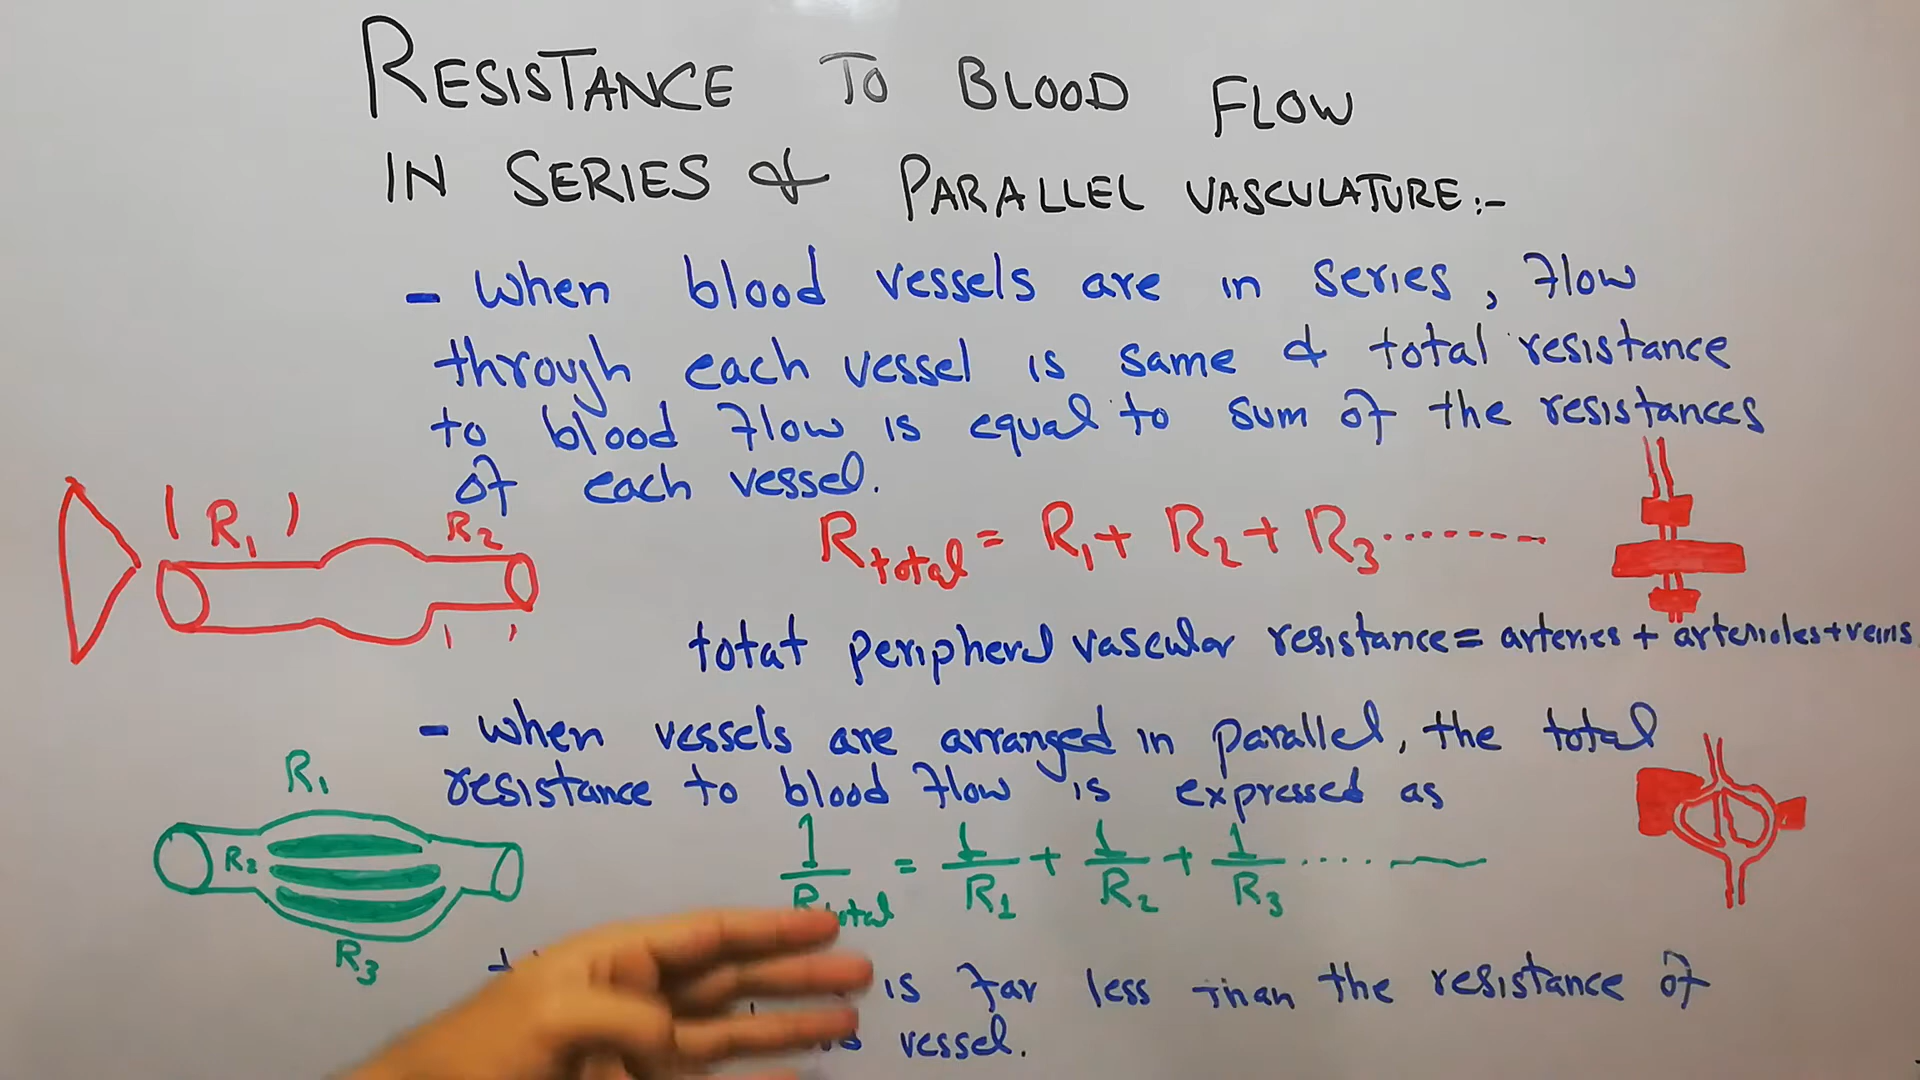 RESISTANCE TO BLOOD FLOW
IN SERIES & PARALLEL VASCULATURE:-
- When blood vessels are in series, flow
through each vessel is same & total resistance
to blood flow is equal to sum of the resistances
of each vessel.
R1 R2
Rtotal = R1 + R2 + R3........
totat peripheral vascular resistance = arteries + arterioles + veins
- when vessels are arranged in parallel, the total
resistance to blood flow is expressed as
R1
R2
R3
1/Rtotal = 1/R1 + 1/R2 + 1/R3 .....
is far less than the resistance of
vessel.